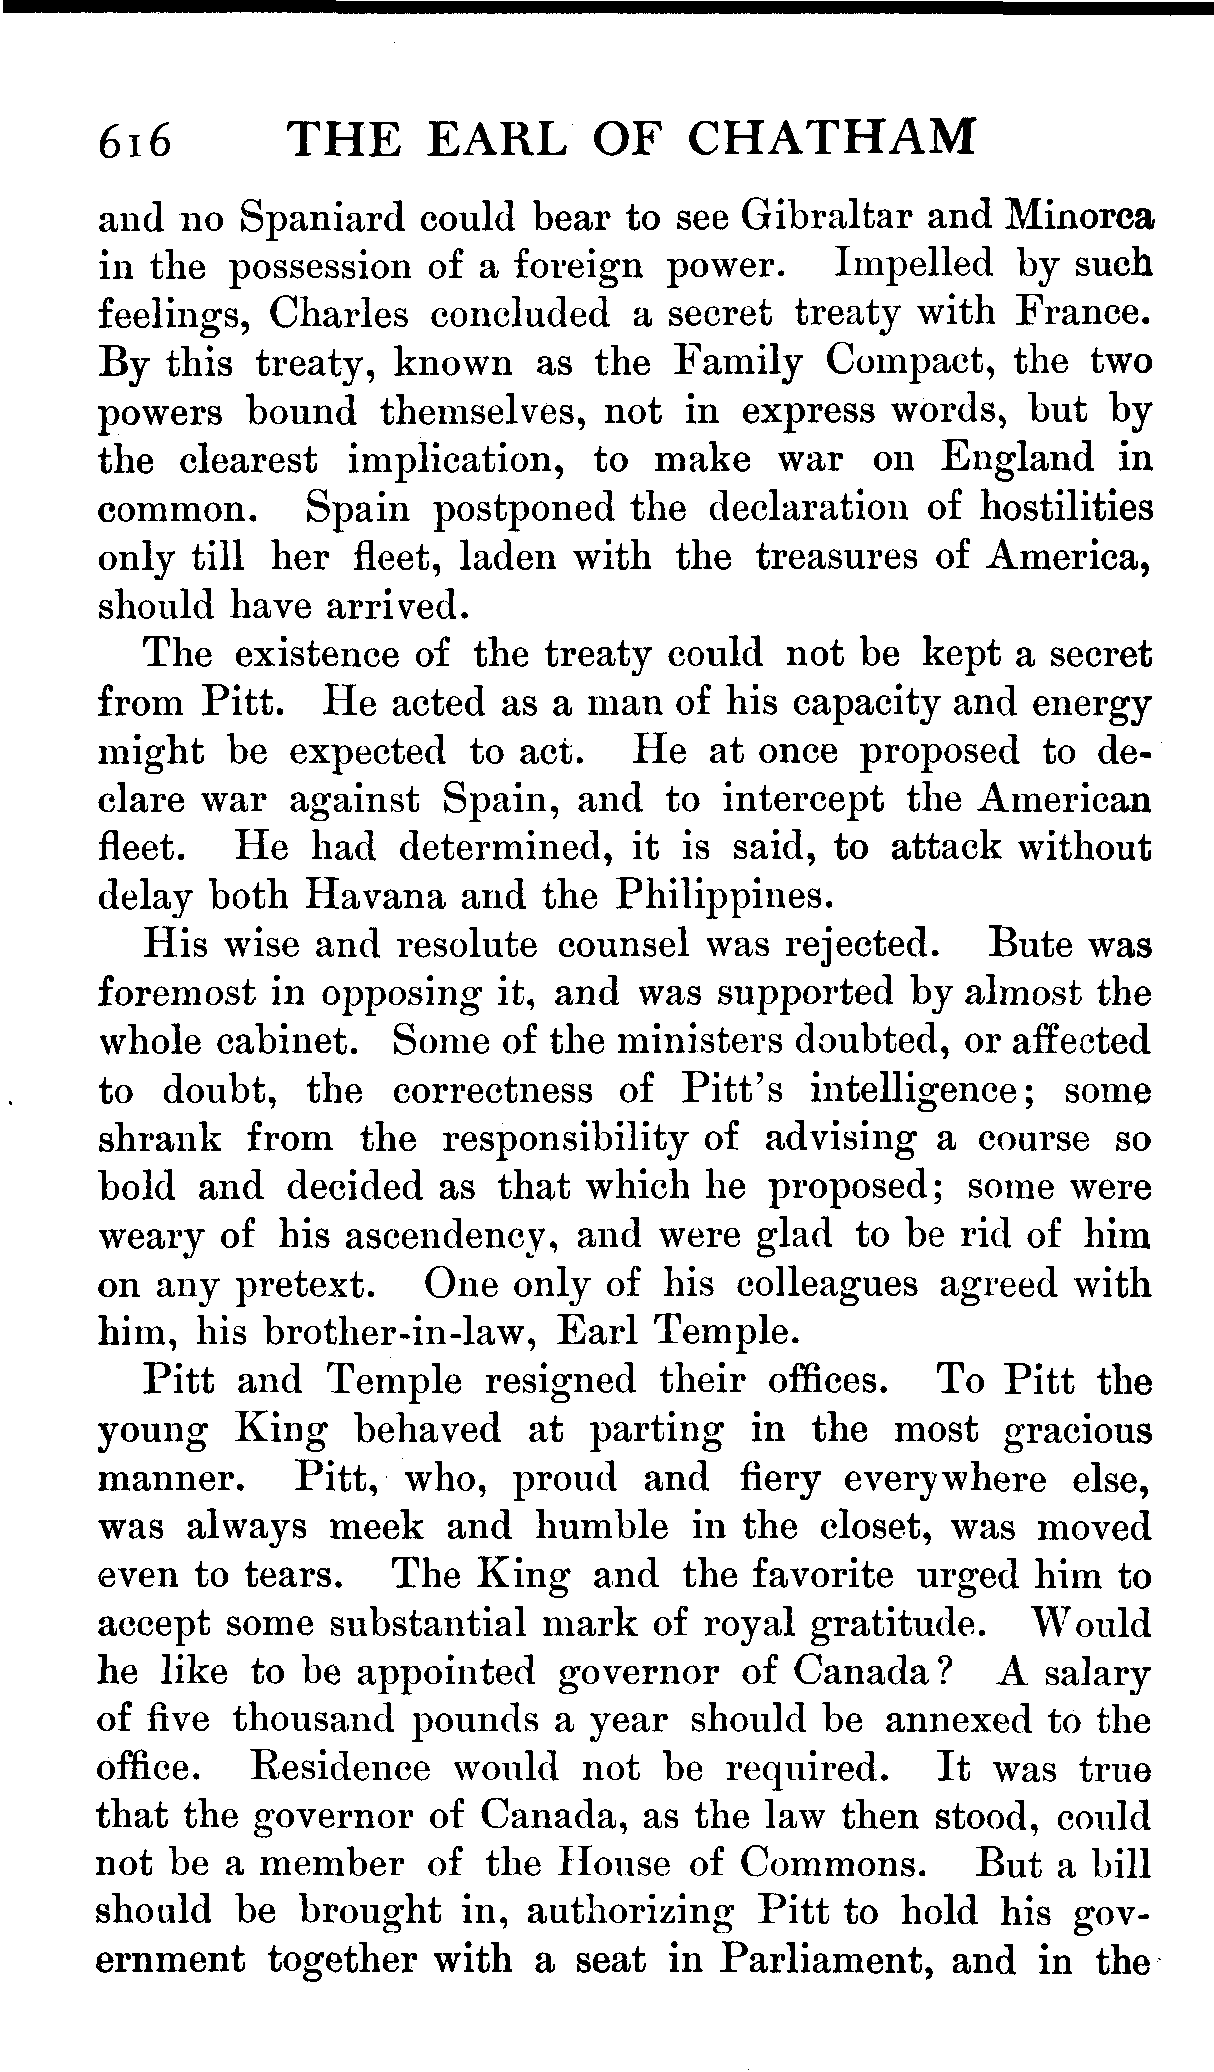 616 THE EARL OF CHATHAM
and no Spaniard could bear to see Gibraltar and Minorca
in the possession of a foreign power. Impelled by such
feelings, Charles concluded a secret treaty with France.
By this treaty, known as the Family Compact, the two
powers bound themselves, not in express words, but by
the clearest implication, to make war on England in
common. Spain postponed the declaration of hostilities
only till her fleet, laden with the treasures of America,
should have arrived.
The existence of the treaty could not be kept a secret
from Pitt. He acted as a man of his capacity and energy
might be expected to act. He at once proposed to de-
clare war against Spain, and to intercept the American
fleet. He had determined, it is said, to attack without
delay both Havana and the Philippines.
His wise and resolute counsel was rejected. Bute was
foremost in opposing it, and was supported by almost the
whole cabinet. Some of the ministers doubted, or affected
to doubt, the correctness of Pitt's intelligence; some
shrank from the responsibility of advising a course so
bold and decided as that which he proposed; some were
weary of his ascendency, and were glad to be rid of him
on any pretext. One only of his colleagues agreed with
him, his brother-in-law, Earl Temple.
Pitt and Temple resigned their offices. To Pitt the
young King behaved at parting in the most gracious
manner. Pitt, who, proud and fiery everywhere else,
was always meek and humble in the closet, was moved
even to tears. The King and the favorite urged him to
accept some substantial mark of royal gratitude. Would
he like to be appointed governor of Canada? A salary
of five thousand pounds a year should be annexed to the
office. Residence would not be required. It was true
that the governor of Canada, as the law then stood, could
not be a member of the House of Commons. But a bill
should be brought in, authorizing Pitt to hold his gov-
ernment together with a seat in Parliament, and in the